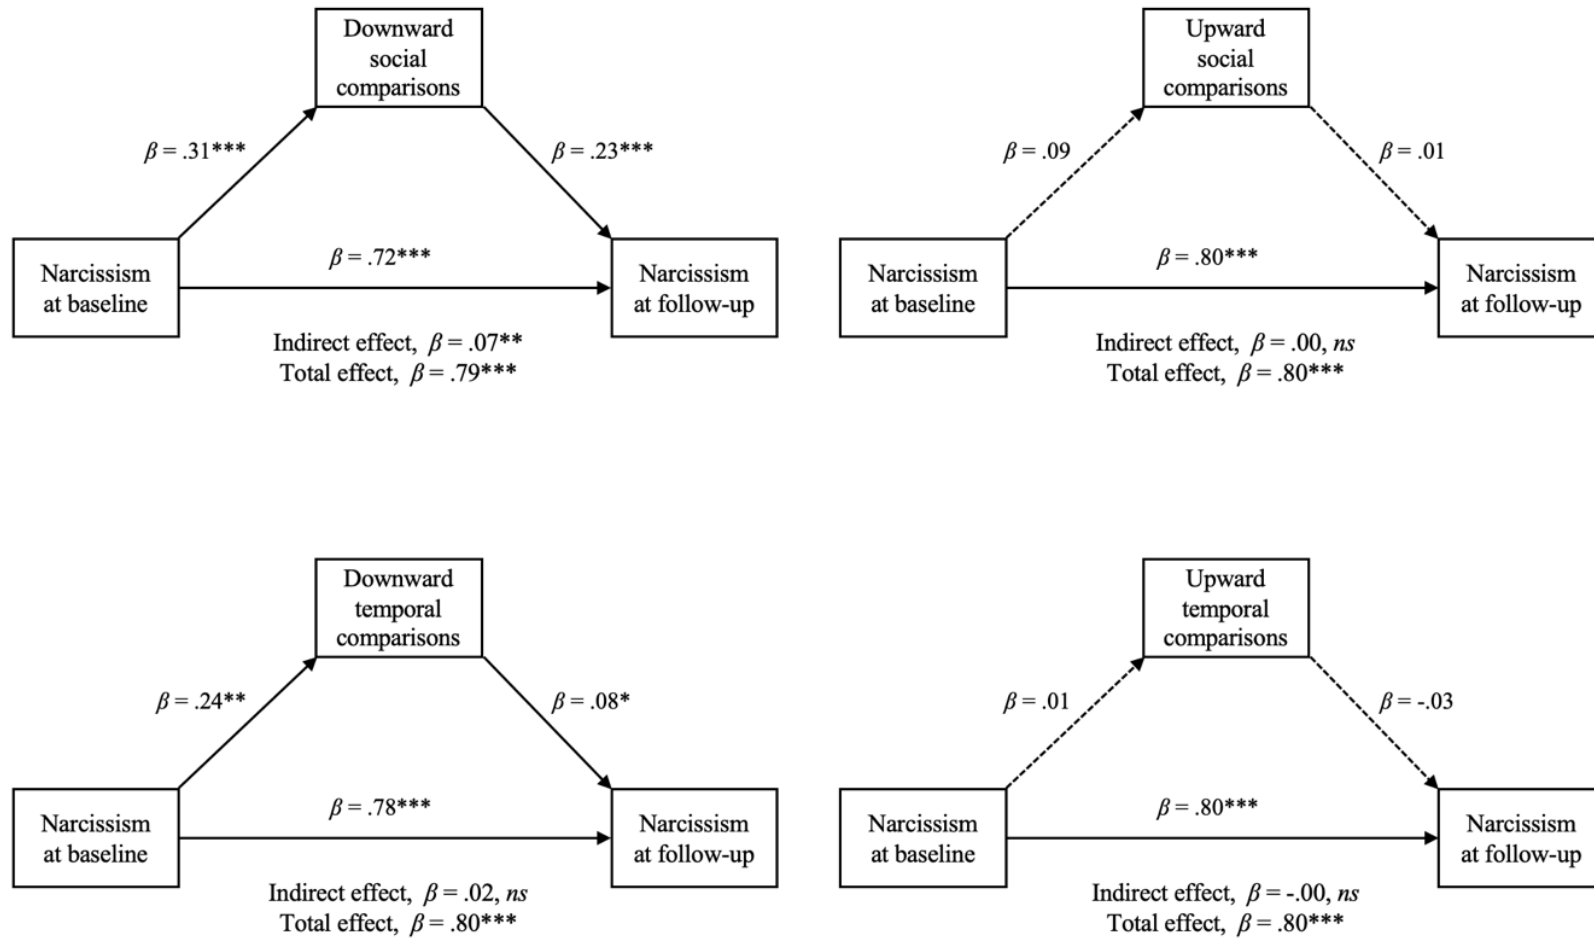 Downward
social
comparisons
β = .31***
β = .23***
Narcissism
at baseline
β = .72***
Narcissism
at follow-up
Indirect effect, β = .07**
Total effect, β = .79***
Upward
social
comparisons
β = .09
β = .01
Narcissism
at baseline
β = .80***
Narcissism
at follow-up
Indirect effect, β = .00, ns
Total effect, β = .80***
Downward
temporal
comparisons
β = .24**
β = .08*
Narcissism
at baseline
β = .78***
Narcissism
at follow-up
Indirect effect, β = .02, ns
Total effect, β = .80***
Upward
temporal
comparisons
β = .01
β = -.03
Narcissism
at baseline
β = .80***
Narcissism
at follow-up
Indirect effect, β = -.00, ns
Total effect, β = .80***